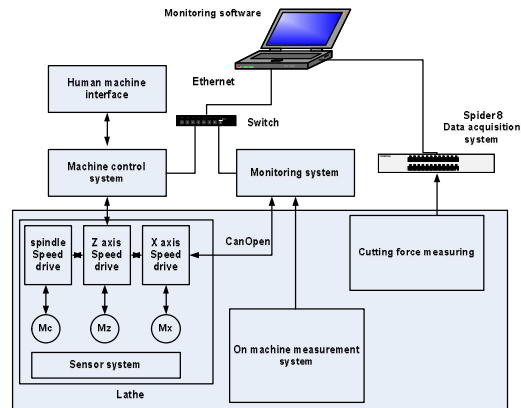 Monitoring software
Ethernet
Human machine
interface
Switch
Spider8
Data acquisition
system
Machine control
system
Monitoring system
spindle
Speed
drive
Z axis
Speed
drive
X axis
Speed
drive
CanOpen
Cutting force measuring
Mc
Mz
Mx
On machine measurement
system
Sensor system
Lathe